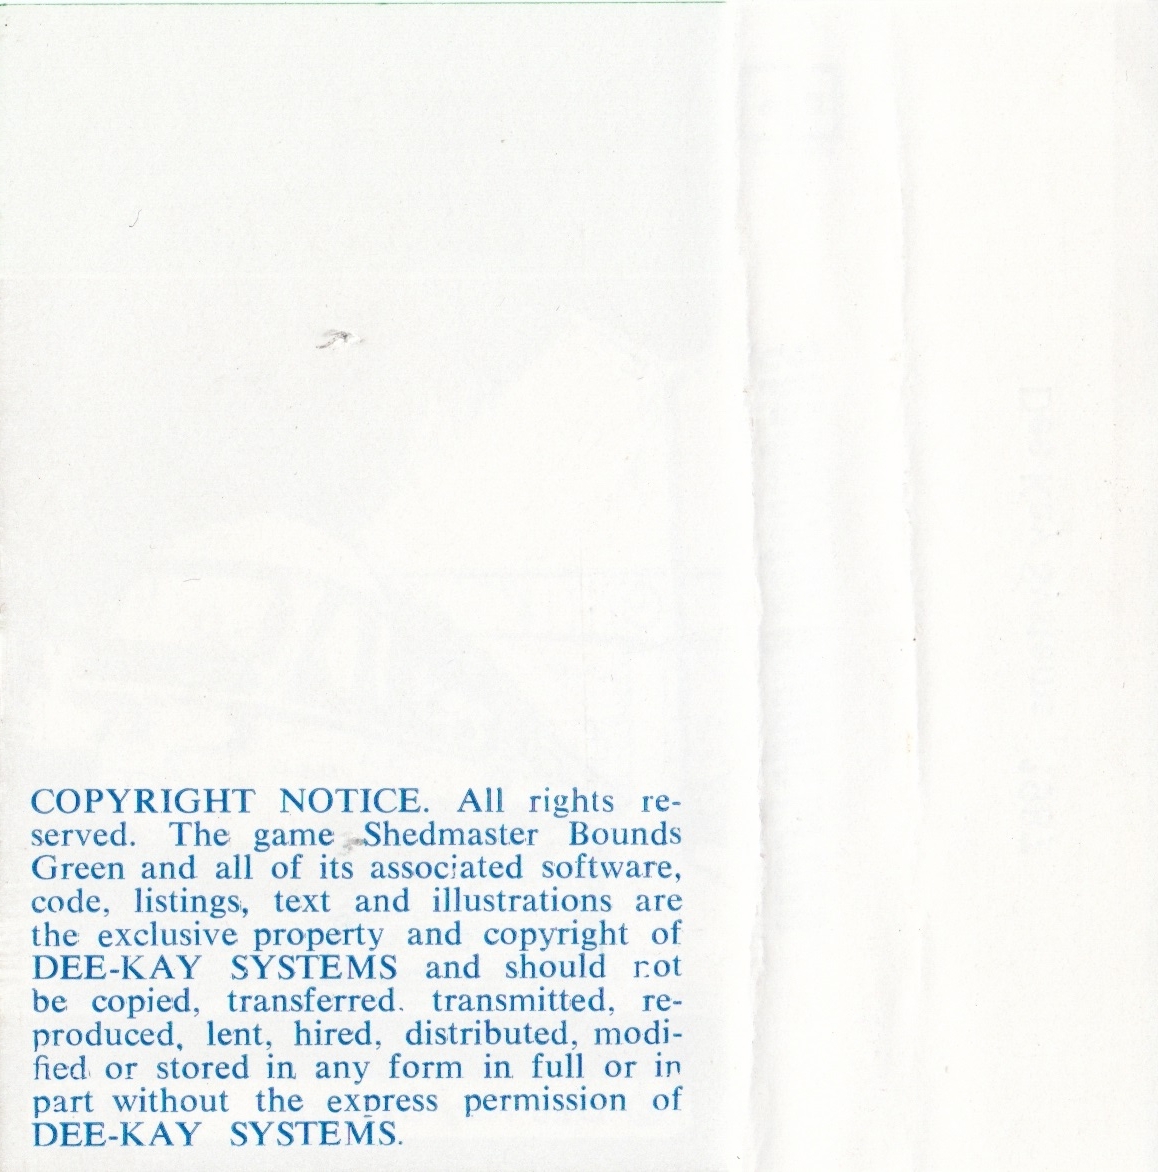 COPYRIGHT NOTICE. All rights re-
served. The game Shedmaster Bounds
Green and all of its associated software,
code, listings, text and illustrations are
the exclusive property and copyright of
DEE-KAY SYSTEMS and should not
be copied, transferred. transmitted, re-
produced, lent, hired, distributed, modi-
fied or stored in any form in full or in
part without the express permission of
DEE-KAY SYSTEMS.